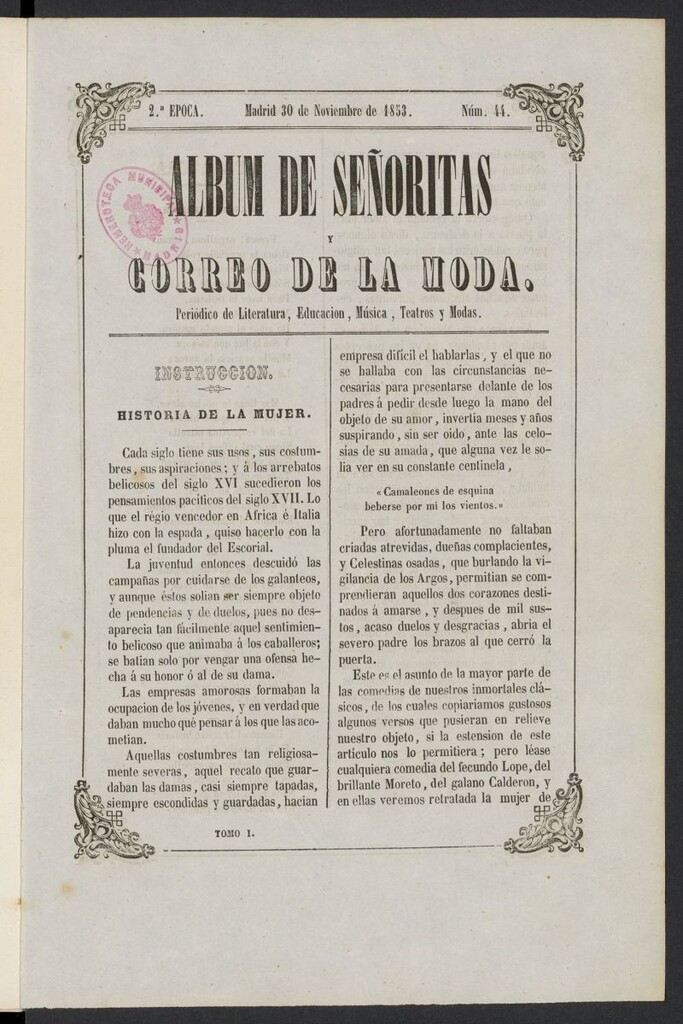 2.ª EPOCA. Madrid 30 de Noviembre de 1853. Núm. 44.
ALBUM DE SEÑORITAS
Y
CORREO DE LA MODA.
Periódico de Literatura, Educacion, Música, Teatros y Modas.
HEMEROTECA MUNICIPAL
INSTRUCCION.
HISTORIA DE LA MUJER.
Cada siglo tiene sus usos, sus costum-
bres, sus aspiraciones; y á los arrebatos
belicosos del siglo XVI sucedieron los
pensamientos pacíficos del siglo XVII. Lo
que el régio vencedor en Africa é Italia
hizo con la espada, quiso hacerlo con la
pluma el fundador del Escorial.
La juventud entonces descuidó las
campañas por cuidarse de los galanteos,
y aunque éstos solian ser siempre objeto
de pendencias y de duelos, pues no des-
aparecia tan fácilmente aquel sentimien-
to belicoso que animaba á los caballeros;
se batian solo por vengar una ofensa he-
cha á su honor ó al de su dama.
Las empresas amorosas formaban la
ocupacion de los jóvenes, y en verdad que
daban mucho qué pensar á los que las aco-
metian.
Aquellas costumbres tan religiosa-
mente severas, aquel recato que guar-
daban las damas, casi siempre tapadas,
siempre escondidas y guardadas, hacian
empresa dificil el hablarlas, y el que no
se hallaba con las circunstancias ne-
cesarias para presentarse delante de los
padres á pedir desde luego la mano del
objeto de su amor, invertia meses y años
suspirando, sin ser oido, ante las celo-
sías de su amada, que alguna vez le so-
lia ver en su constante centinela,
«Camaleones de esquina
beberse por mi los vientos.»
Pero afortunadamente no faltaban
criadas atrevidas, dueñas complacientes,
y Celestinas osadas, que burlando la vi-
gilancia de los Argos, permitian se com-
prendieran aquellos dos corazones desti-
nados á amarse, y despues de mil sus-
tos, acaso duelos y desgracias, abria el
severo padre los brazos al que cerró la
puerta.
Este es el asunto de la mayor parte de
las comedias de nuestros inmortales clá-
sicos, de los cuales copiariamos gustosos
algunos versos que pusieran en relieve
nuestro objeto, si la estension de este
articulo nos lo permitiera; pero léase
cualquiera comedia del fecundo Lope, del
brillante Moreto, del galano Calderon, y
en ellas veremos retratada la mujer de
TOMO I.